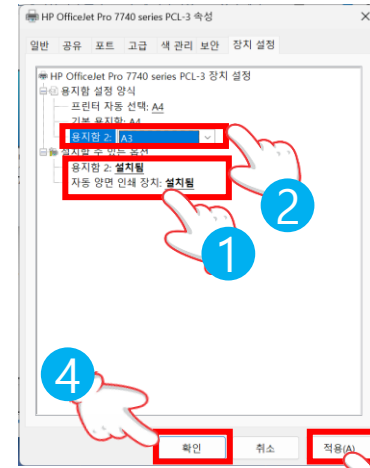 HP OfficeJet Pro 7740 series PCL-3 속성
일반 공유 포트 고급 색 관리 보안 장치 설정
HP OfficeJet Pro 7740 series PCL-3 장치 설정
용지함 설정 양식
프린터 자동 선택: A4
기본 용지함: A4
용지함 2: A3
설치할 수 있는 옵션
용지함 2: 설치됨
자동 양면 인쇄 장치: 설치됨
2
1
4
확인 취소 적용(A)